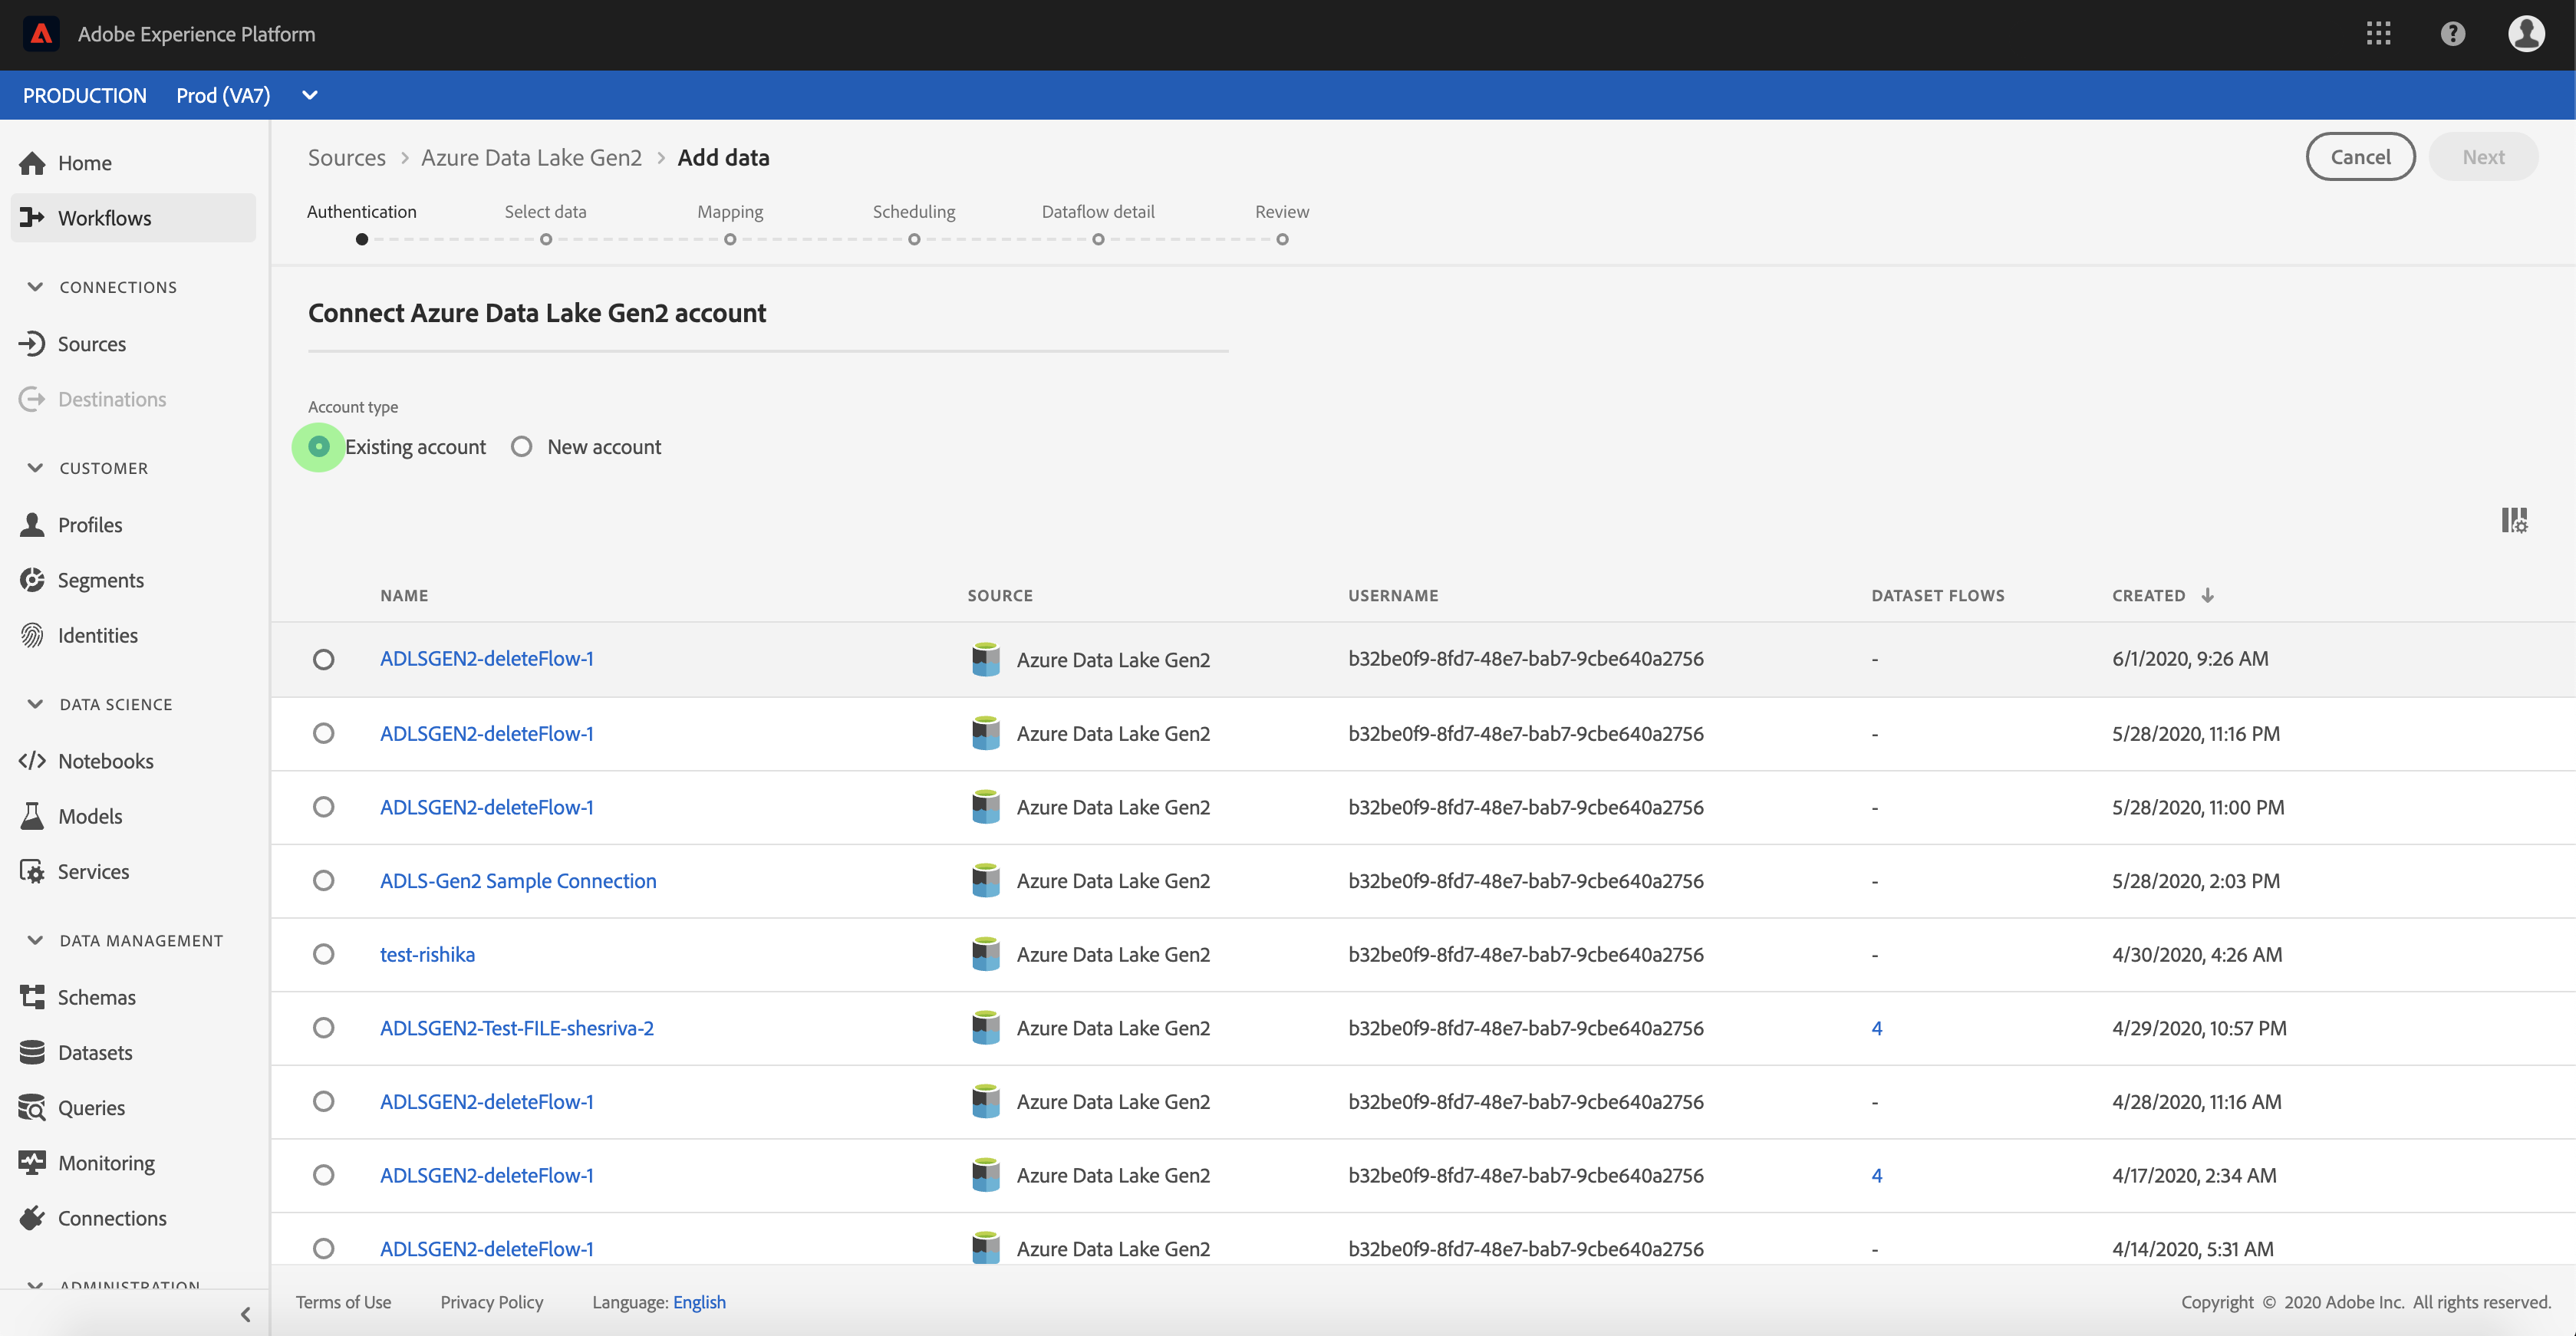 Adobe Experience Platform
PRODUCTION Prod (VA7)
Home
Workflows
CONNECTIONS
Sources
Destinations
CUSTOMER
Profiles
Segments
Identities
DATA SCIENCE
Notebooks
Models
Services
DATA MANAGEMENT
Schemas
Datasets
Queries
Monitoring
Connections
ADMINISTRATION
Sources > Azure Data Lake Gen2 > Add data
Cancel Next
Authentication Select data Mapping Scheduling Dataflow detail Review
Connect Azure Data Lake Gen2 account
Account type
Existing account New account
NAME SOURCE USERNAME DATASET FLOWS CREATED
ADLSGEN2-deleteFlow-1 Azure Data Lake Gen2 b32be0f9-8fd7-48e7-bab7-9cbe640a2756 - 6/1/2020, 9:26 AM
ADLSGEN2-deleteFlow-1 Azure Data Lake Gen2 b32be0f9-8fd7-48e7-bab7-9cbe640a2756 - 5/28/2020, 11:16 PM
ADLSGEN2-deleteFlow-1 Azure Data Lake Gen2 b32be0f9-8fd7-48e7-bab7-9cbe640a2756 - 5/28/2020, 11:00 PM
ADLS-Gen2 Sample Connection Azure Data Lake Gen2 b32be0f9-8fd7-48e7-bab7-9cbe640a2756 - 5/28/2020, 2:03 PM
test-rishika Azure Data Lake Gen2 b32be0f9-8fd7-48e7-bab7-9cbe640a2756 - 4/30/2020, 4:26 AM
ADLSGEN2-Test-FILE-shesriva-2 Azure Data Lake Gen2 b32be0f9-8fd7-48e7-bab7-9cbe640a2756 4 4/29/2020, 10:57 PM
ADLSGEN2-deleteFlow-1 Azure Data Lake Gen2 b32be0f9-8fd7-48e7-bab7-9cbe640a2756 - 4/28/2020, 11:16 AM
ADLSGEN2-deleteFlow-1 Azure Data Lake Gen2 b32be0f9-8fd7-48e7-bab7-9cbe640a2756 4 4/17/2020, 2:34 AM
ADLSGEN2-deleteFlow-1 Azure Data Lake Gen2 b32be0f9-8fd7-48e7-bab7-9cbe640a2756 - 4/14/2020, 5:31 AM
Terms of Use Privacy Policy Language: English Copyright © 2020 Adobe Inc. All rights reserved.